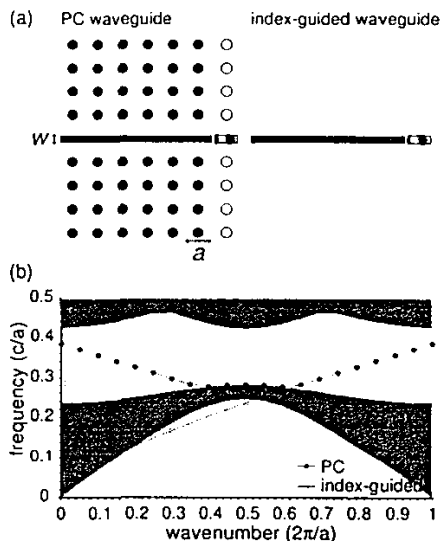 (a) PC waveguide index-guided waveguide
w
a
(b)
0.5
0.4
0.3
0.2
0.1
0
frequency (c/a)
PC
index-guided
0 0.1 0.2 0.3 0.4 0.5 0.6 0.7 0.8 0.9 1
wavenumber (2π/a)